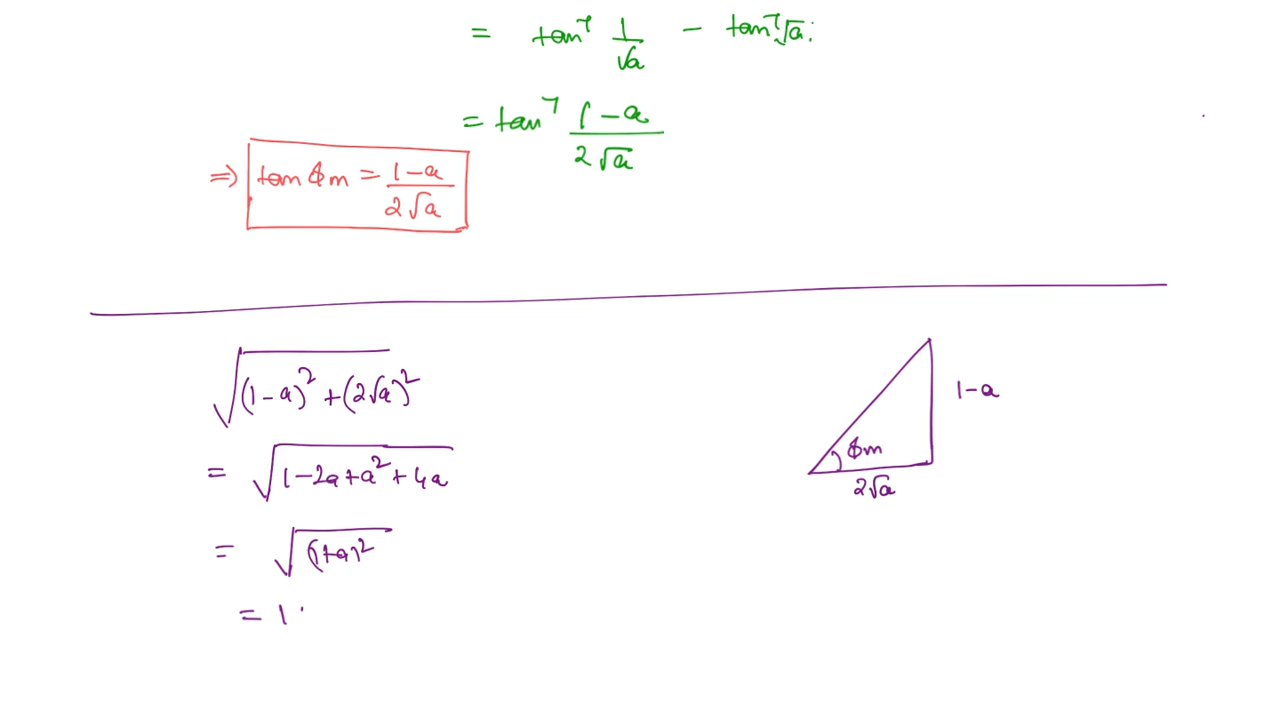 = tan⁻¹ 1/√a − tan⁻¹ √a.
= tan⁻¹ (1−a)/(2√a)
⇒ tan ϕm = (1−a)/(2√a)
√((1−a)² + (2√a)²)
1−a
= √(1−2a+a²+4a)
ϕm
2√a
= √((1+a)²)
= 1